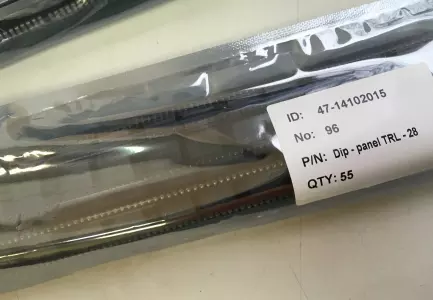 ID: 47-14102015
No: 96
P/N: Dip - panel TRL - 28
QTY: 55